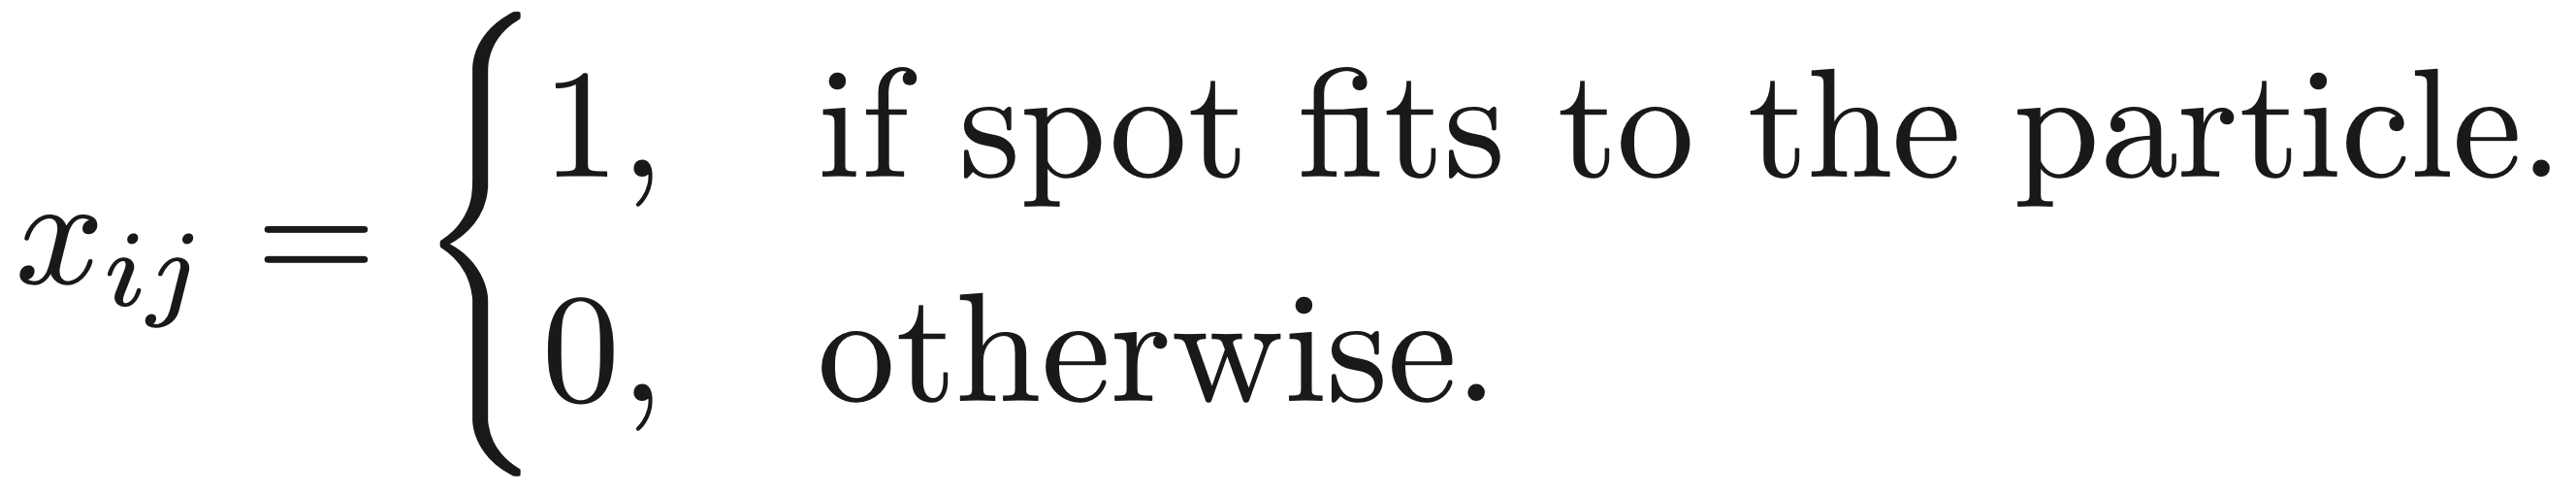 x_{ij} = { 1, if spot fits to the particle.
0, otherwise.